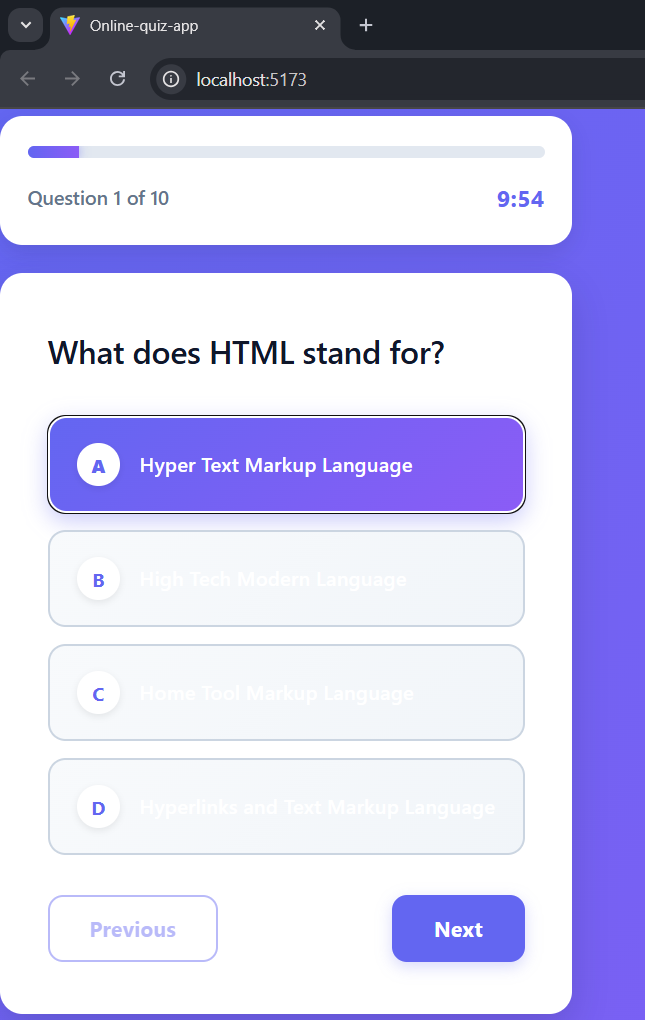 Online-quiz-app
localhost:5173
Question 1 of 10
9:54
What does HTML stand for?
A
Hyper Text Markup Language
B
High Tech Modern Language
C
Home Tool Markup Language
D
Hyperlinks and Text Markup Language
Previous
Next